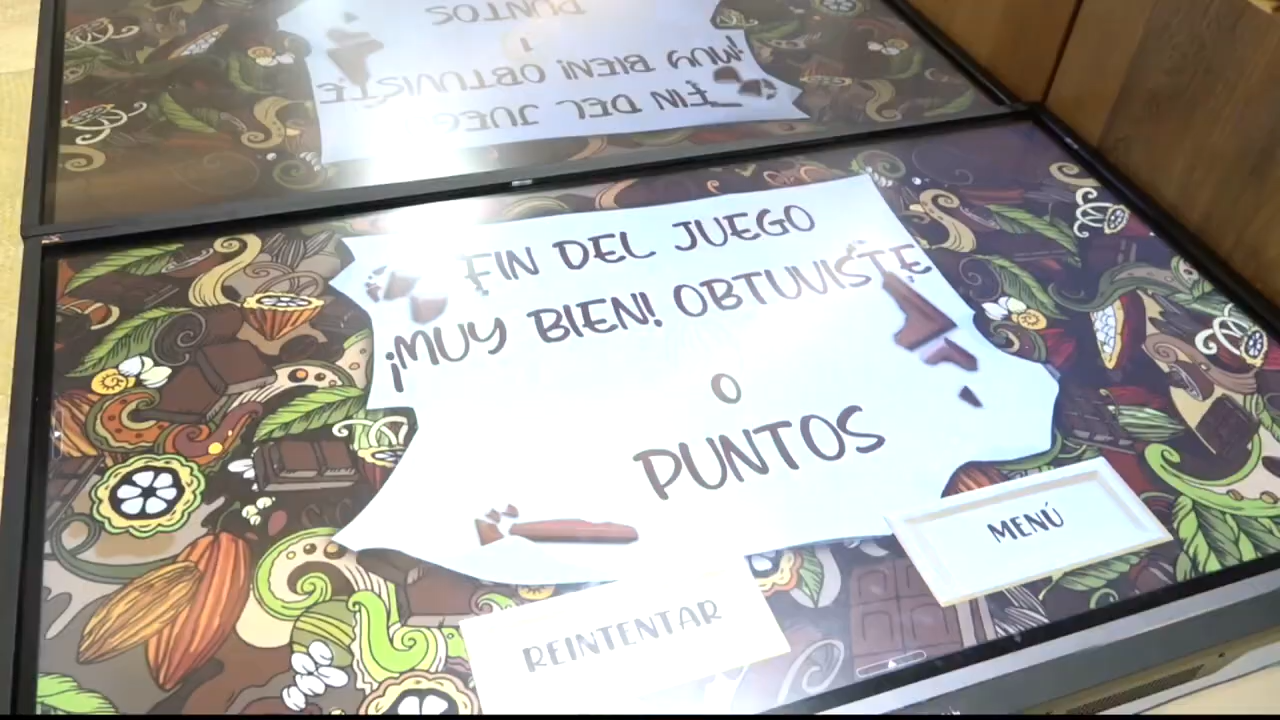 PUNTOS
¡MUY BIEN! OBTUVISTE
FIN DEL JUEGO
FIN DEL JUEGO
¡MUY BIEN! OBTUVISTE
0
PUNTOS
REINTENTAR
MENÚ